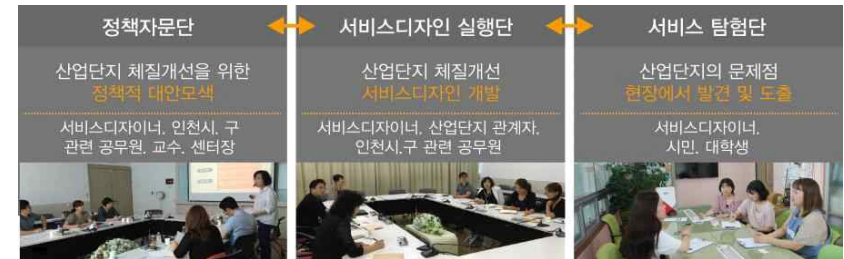 정책자문단
산업단지 체질개선을 위한
정책적 대안모색
서비스디자이너, 인천시, 구
관련 공무원, 교수, 센터장
서비스디자인 실행단
산업단지 체질개선
서비스디자인 개발
서비스디자이너, 산업단지 관계자,
인천시,구 관련 공무원
서비스 탐험단
산업단지의 문제점
현장에서 발견 및 도출
서비스디자이너,
시민, 대학생